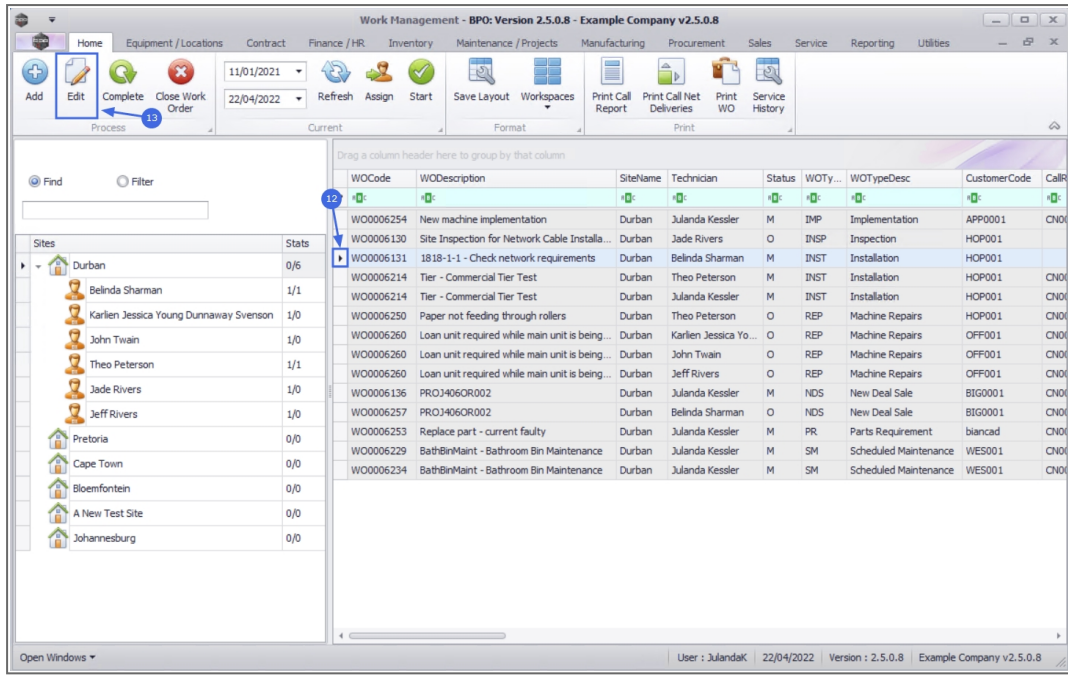 Work Management - BPO: Version 2.5.0.8 - Example Company v2.5.0.8
Home Equipment / Locations Contract Finance / HR Inventory Maintenance / Projects Manufacturing Procurement Sales Service Reporting Utilities
11/01/2021
22/04/2022
Add Edit Complete Close Work Order Refresh Assign Start Save Layout Workspaces Print Call Report Print Call Net Deliveries Print WO Service History
13
Process Current Format Print
Drag a column header here to group by that column
Find Filter
12
WOCode WODescription SiteName Technician Status WOTy... WOTypeDesc CustomerCode CallR
WO0006254 New machine implementation Durban Julanda Kessler M IMP Implementation APP0001 CN00
WO0006130 Site Inspection for Network Cable Installa... Durban Jade Rivers O INSP Inspection HOP001
WO0006131 1818-1-1 - Check network requirements Durban Belinda Sharman M INST Installation HOP001
WO0006214 Tier - Commercial Tier Test Durban Theo Peterson M INST Installation HOP001 CN00
WO0006214 Tier - Commercial Tier Test Durban Julanda Kessler M INST Installation HOP001 CN00
WO0006250 Paper not feeding through rollers Durban Theo Peterson O REP Machine Repairs HOP001 CN00
WO0006260 Loan unit required while main unit is being... Durban Karlien Jessica Yo... O REP Machine Repairs OFF001 CN00
WO0006260 Loan unit required while main unit is being... Durban John Twain O REP Machine Repairs OFF001 CN00
WO0006260 Loan unit required while main unit is being... Durban Jeff Rivers O REP Machine Repairs OFF001 CN00
WO0006136 PROJ406OR002 Durban Julanda Kessler M NDS New Deal Sale BIG0001 CN00
WO0006257 PROJ406OR002 Durban Belinda Sharman O NDS New Deal Sale BIG0001 CN00
WO0006253 Replace part - current faulty Durban Julanda Kessler M PR Parts Requirement biancad CN00
WO0006229 BathBinMaint - Bathroom Bin Maintenance Durban Julanda Kessler M SM Scheduled Maintenance WES001 CN00
WO0006234 BathBinMaint - Bathroom Bin Maintenance Durban Julanda Kessler M SM Scheduled Maintenance WES001 CN00
Sites Stats
Durban 0/6
Belinda Sharman 1/1
Karlien Jessica Young Dunnaway Svenson 1/0
John Twain 1/0
Theo Peterson 1/1
Jade Rivers 1/0
Jeff Rivers 1/0
Pretoria 0/0
Cape Town 0/0
Bloemfontein 0/0
A New Test Site 0/0
Johannesburg 0/0
Open Windows User : JulandaK 22/04/2022 Version : 2.5.0.8 Example Company v2.5.0.8